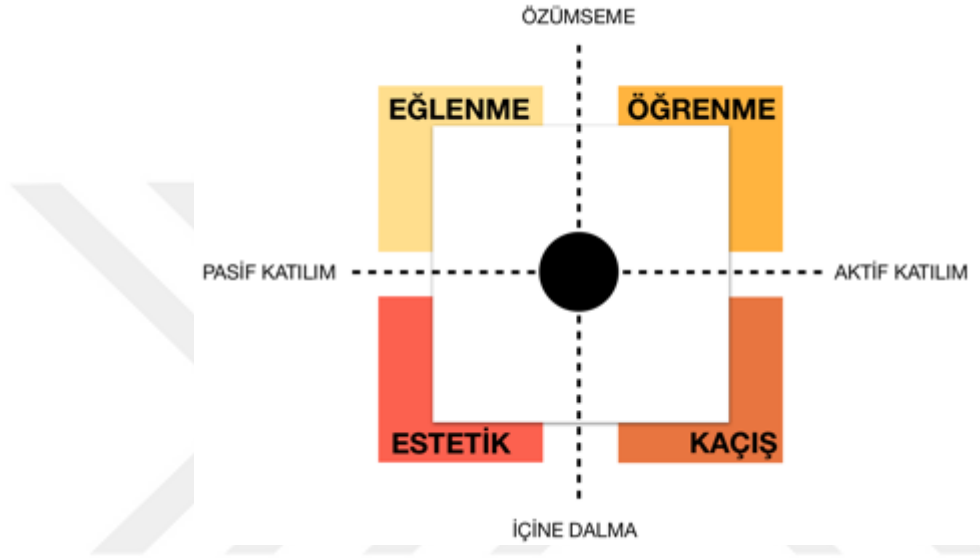 ÖZÜMSEME
EĞLENME
ÖĞRENME
PASİF KATILIM
AKTİF KATILIM
ESTETİK
KAÇIŞ
İÇİNE DALMA